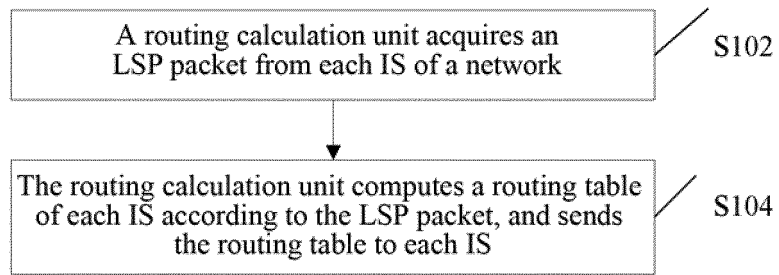 A routing calculation unit acquires an
LSP packet from each IS of a network
S102
The routing calculation unit computes a routing table
of each IS according to the LSP packet, and sends
the routing table to each IS
S104